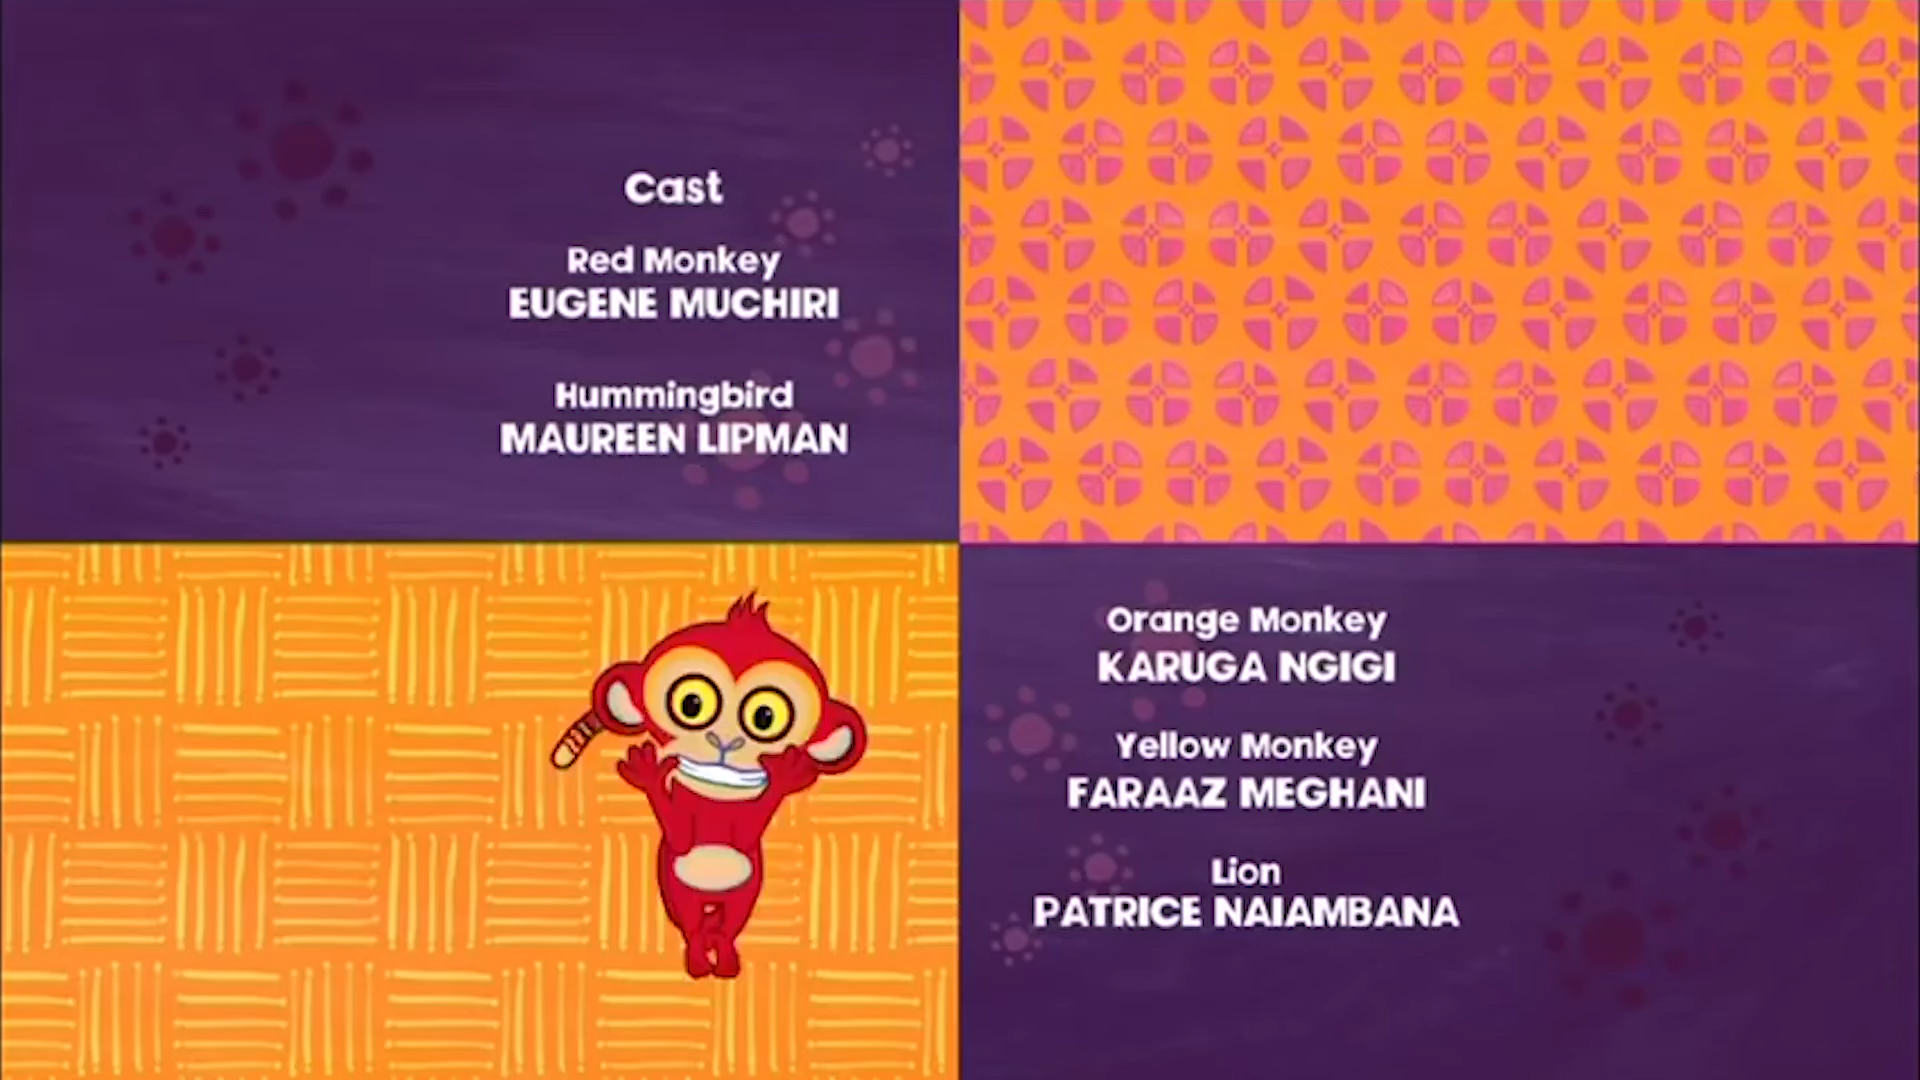 Cast
Red Monkey
EUGENE MUCHIRI
Hummingbird
MAUREEN LIPMAN
Orange Monkey
KARUGA NGIGI
Yellow Monkey
FARAAZ MEGHANI
Lion
PATRICE NAIAMBANA